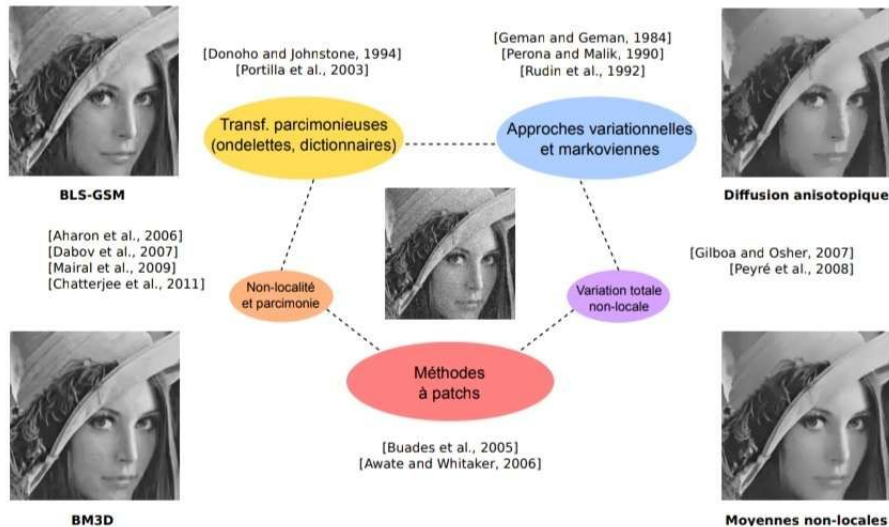 [Donoho and Johnstone, 1994]
[Portilla et al., 2003]
[Geman and Geman, 1984]
[Perona and Malik, 1990]
[Rudin et al., 1992]
Transf. parcimonieuses
(ondelettes, dictionnaires)
Approches variationnelles
et markoviennes
BLS-GSM
Diffusion anisotopique
[Aharon et al., 2006]
[Dabov et al., 2007]
[Mairal et al., 2009]
[Chatterjee et al., 2011]
[Gilboa and Osher, 2007]
[Peyré et al., 2008]
Non-localité
et parcimonie
Variation totale
non-locale
Méthodes
à patchs
[Buades et al., 2005]
[Awate and Whitaker, 2006]
BM3D
Moyennes non-locales